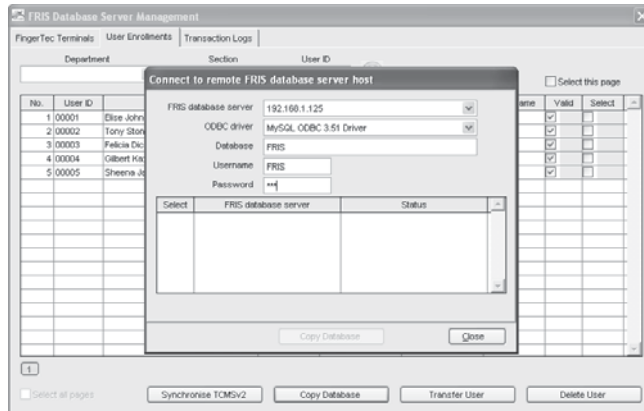 FRIS Database Server Management
FingerTec Terminals User Enrolments Transaction Logs
Department Section User ID
Connect to remote FRIS database server host
Select this page
FRIS database server 192.168.1.125
ODBC driver MySQL ODBC 3.51 Driver
Database FRIS
Username FRIS
Password ***
No. User ID ame Valid Select
1 00001 Elise John
2 00002 Tony Ston
3 00003 Felicia Dic
4 00004 Gilbert Ka
5 00005 Sheena Ja
Select FRIS database server Status
Copy Database Close
1
Select all pages Synchronise TCMSv2 Copy Database Transfer User Delete User